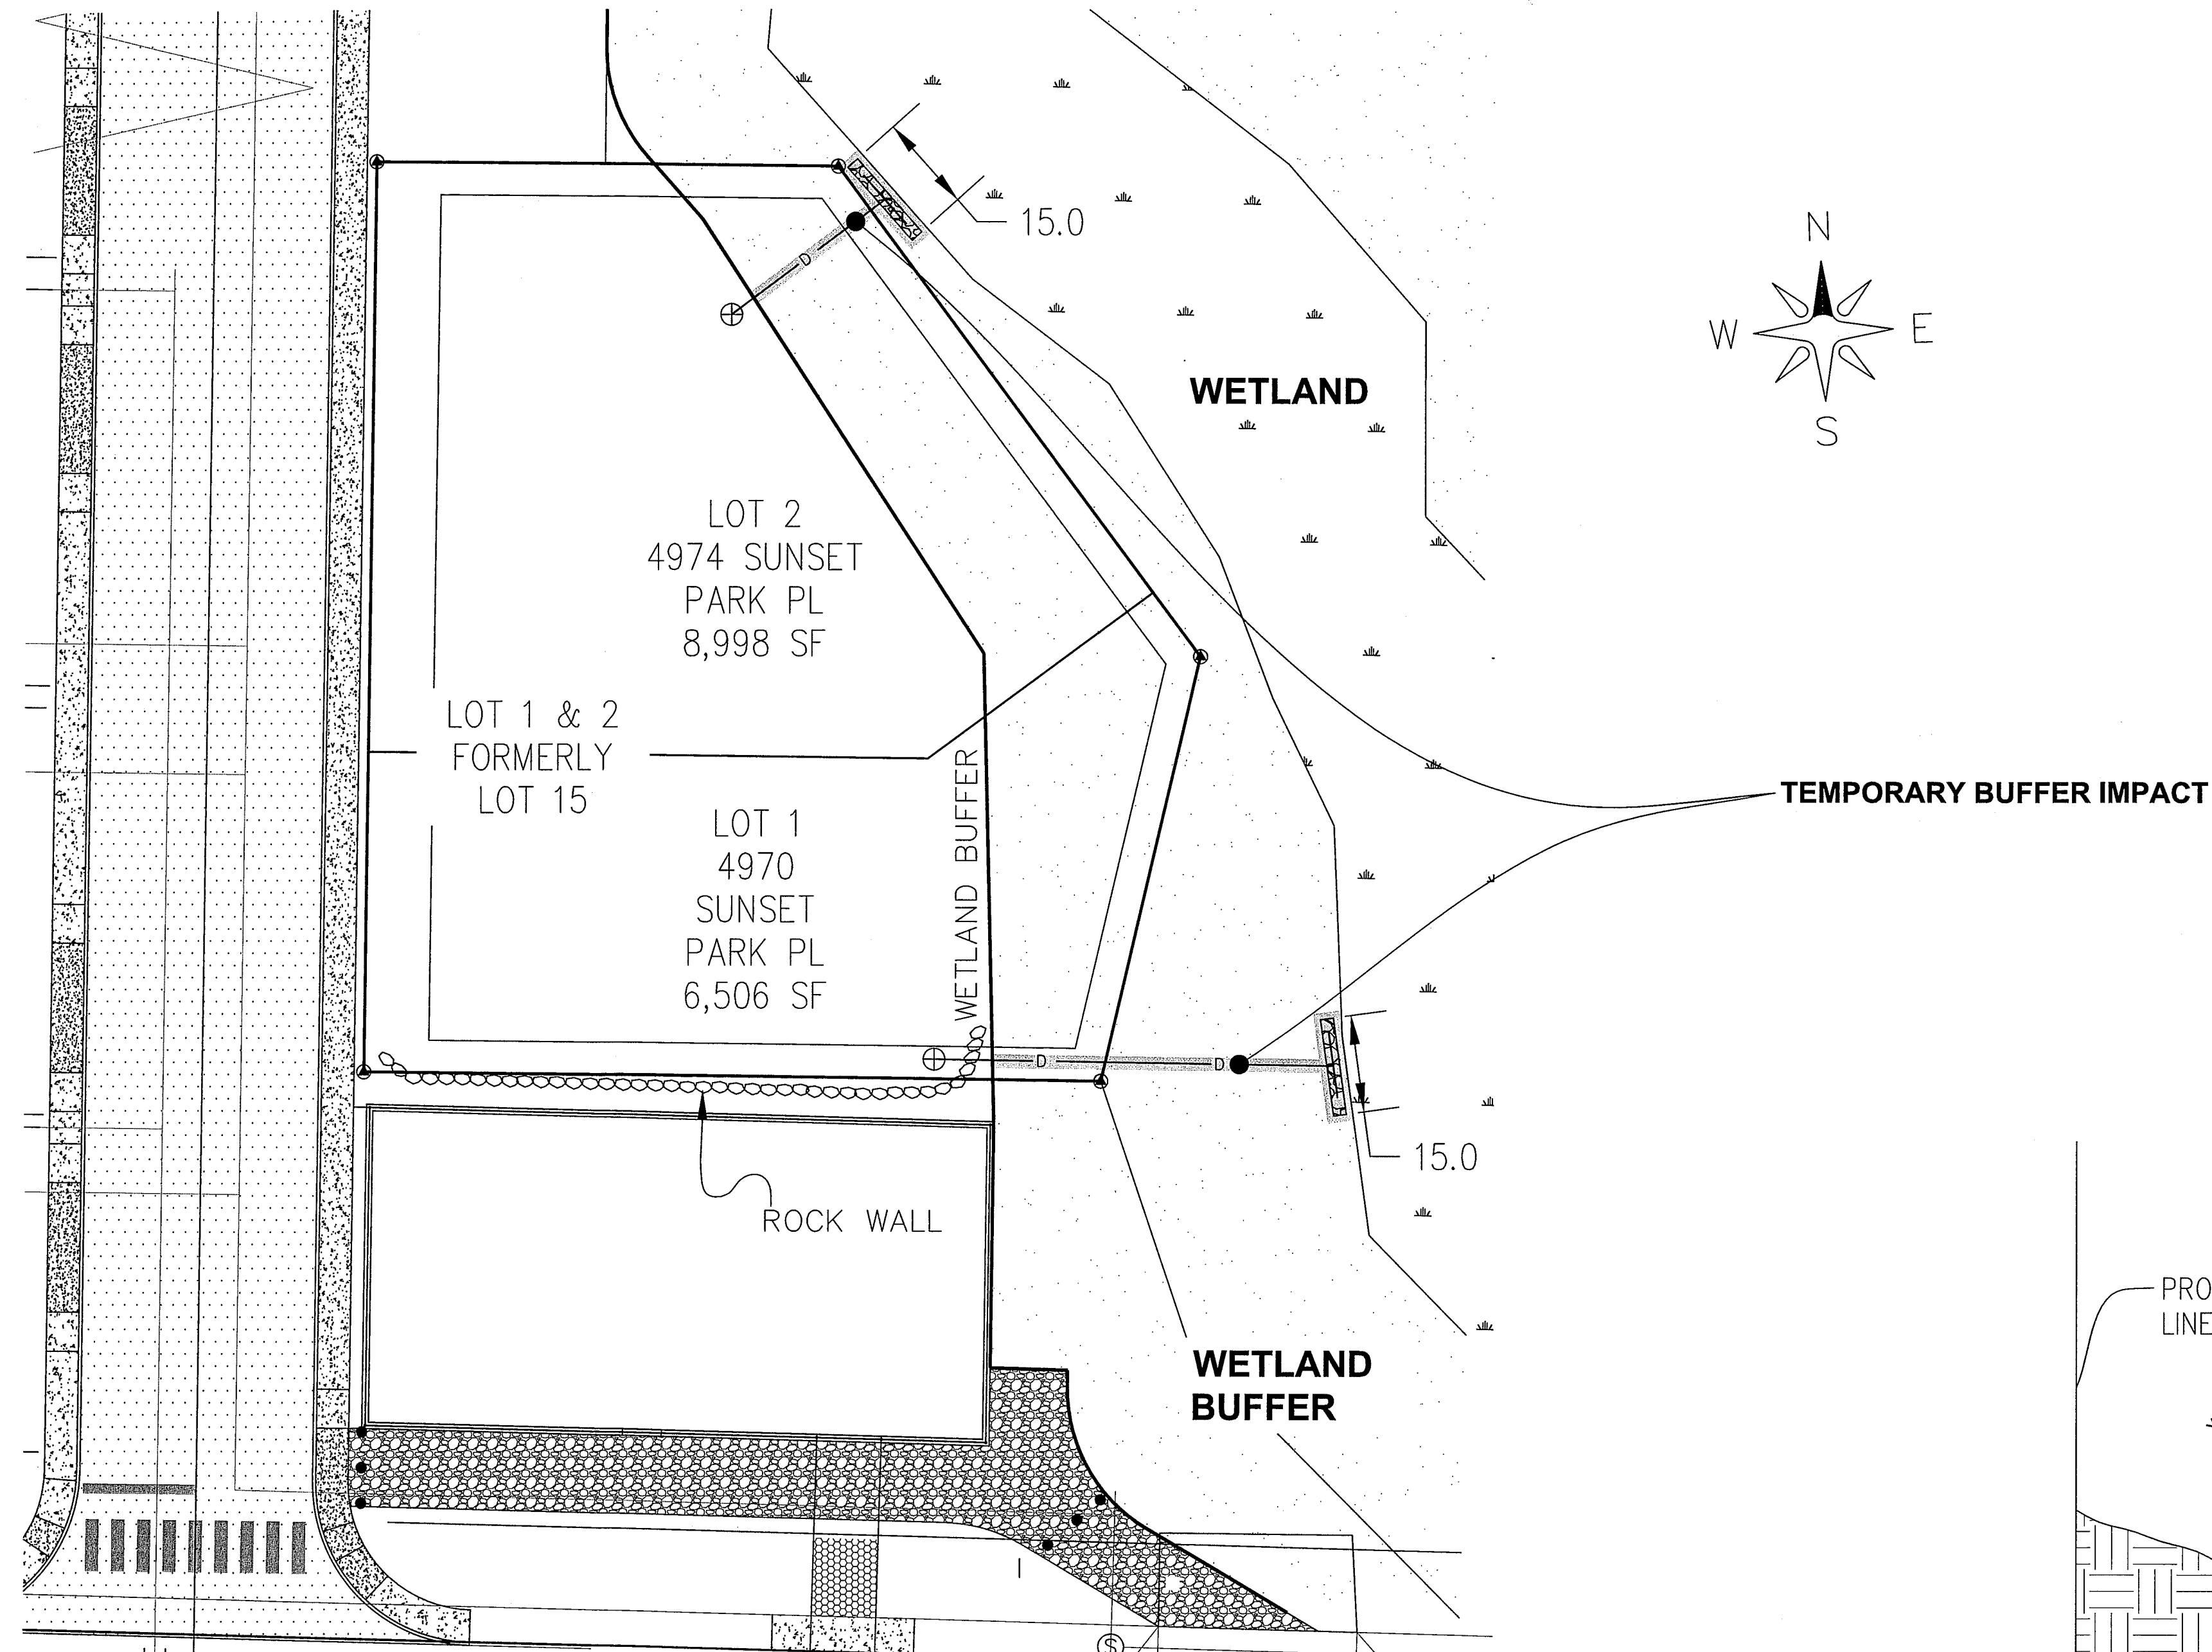 15.0
N
W
E
S
WETLAND
LOT 2
4974 SUNSET
PARK PL
8,998 SF
LOT 1 & 2
FORMERLY
LOT 15
WETLAND BUFFER
TEMPORARY BUFFER IMPACT
LOT 1
4970
SUNSET
PARK PL
6,506 SF
D
D
D
15.0
ROCK WALL
PRO
LINE
WETLAND
BUFFER
S